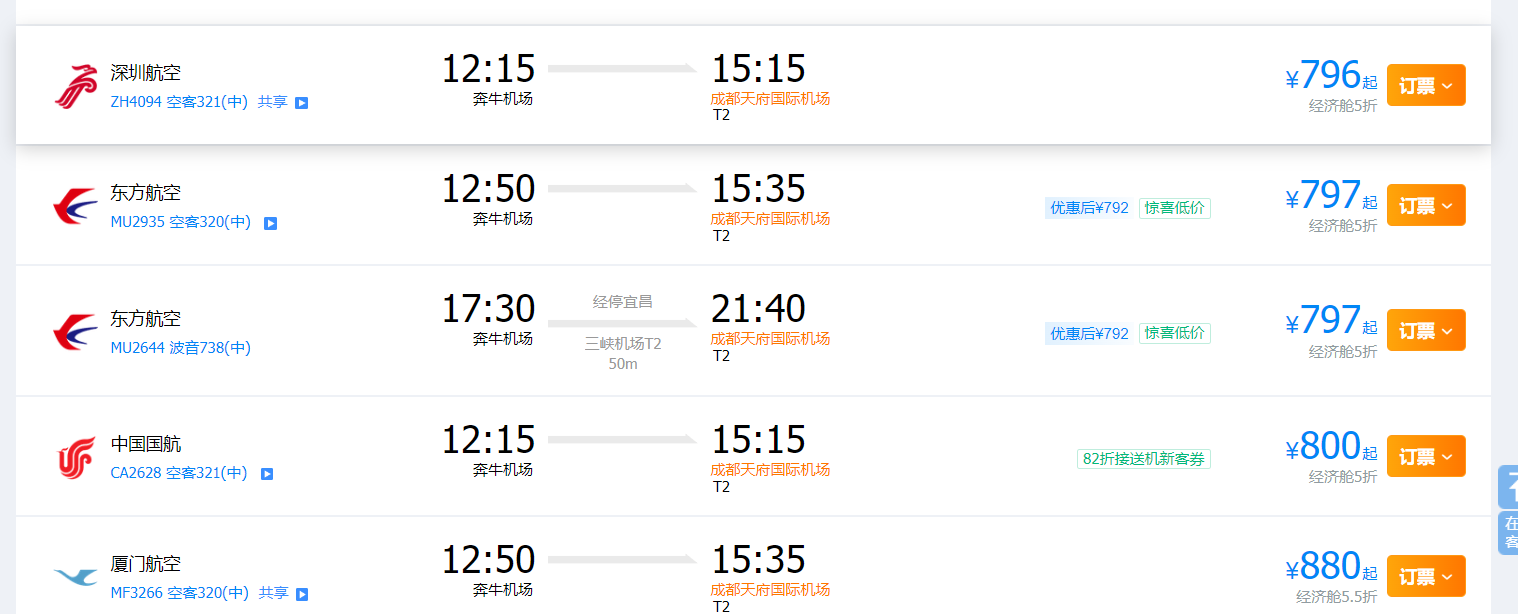 深圳航空
ZH4094 空客321(中) 共享
12:15
奔牛机场
15:15
成都天府国际机场
T2
¥796起
经济舱5折
订票
东方航空
MU2935 空客320(中)
12:50
奔牛机场
15:35
成都天府国际机场
T2
优惠后¥792 惊喜低价
¥797起
经济舱5折
订票
东方航空
MU2644 波音738(中)
17:30
奔牛机场
经停宜昌
三峡机场T2
50m
21:40
成都天府国际机场
T2
优惠后¥792 惊喜低价
¥797起
经济舱5折
订票
中国国航
CA2628 空客321(中)
12:15
奔牛机场
15:15
成都天府国际机场
T2
82折接送机新客券
¥800起
经济舱5折
订票
厦门航空
MF3266 空客320(中) 共享
12:50
奔牛机场
15:35
成都天府国际机场
T2
¥880起
经济舱5.5折
订票
在
客